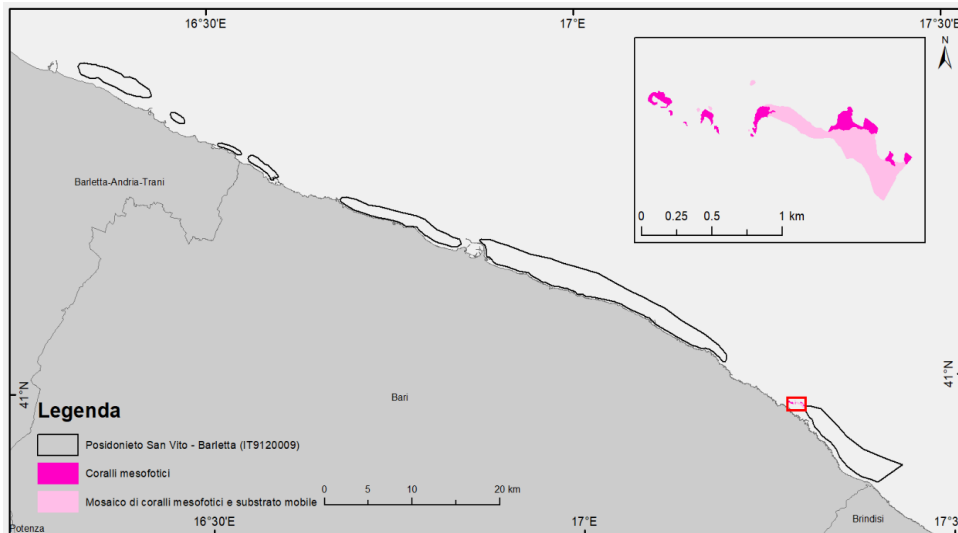 16°30'E 17°0'E 17°30'E
N
0 0.25 0.5 1 km
Barletta-Andria-Trani
41°N
41°N
Bari
Legenda
Posidonieto San Vito - Barletta (IT9120009)
Coralli mesofotici
Mosaico di coralli mesofotici e substrato mobile
0 5 10 20 km
Brindisi
Potenza
16°30'E 17°0'E 17°3